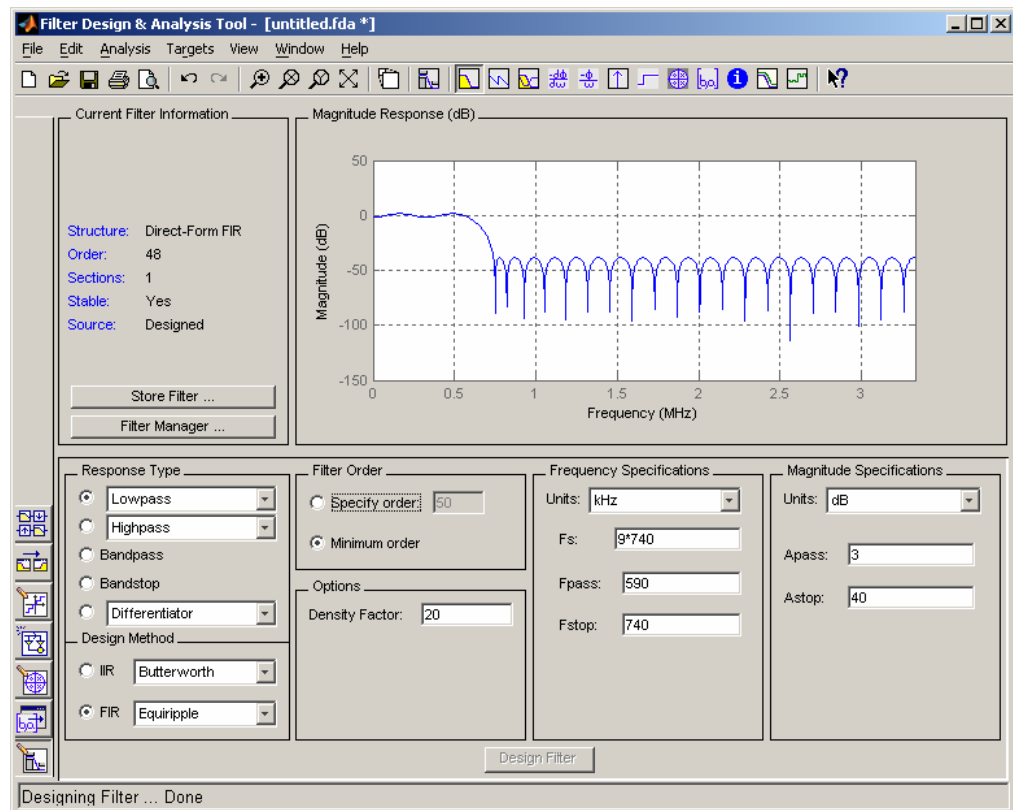 Filter Design & Analysis Tool - [untitled.fda *]
File Edit Analysis Targets View Window Help
Current Filter Information
Structure: Direct-Form FIR
Order: 48
Sections: 1
Stable: Yes
Source: Designed
Store Filter ...
Filter Manager ...
Magnitude Response (dB)
Magnitude (dB)
50
0
-50
-100
-150
0 0.5 1 1.5 2 2.5 3
Frequency (MHz)
Response Type
Lowpass
Highpass
Bandpass
Bandstop
Differentiator
Design Method
IIR Butterworth
FIR Equiripple
Filter Order
Specify order: 50
Minimum order
Options
Density Factor: 20
Frequency Specifications
Units: kHz
Fs: 9*740
Fpass: 590
Fstop: 740
Magnitude Specifications
Units: dB
Apass: 3
Astop: 40
Design Filter
Designing Filter ... Done